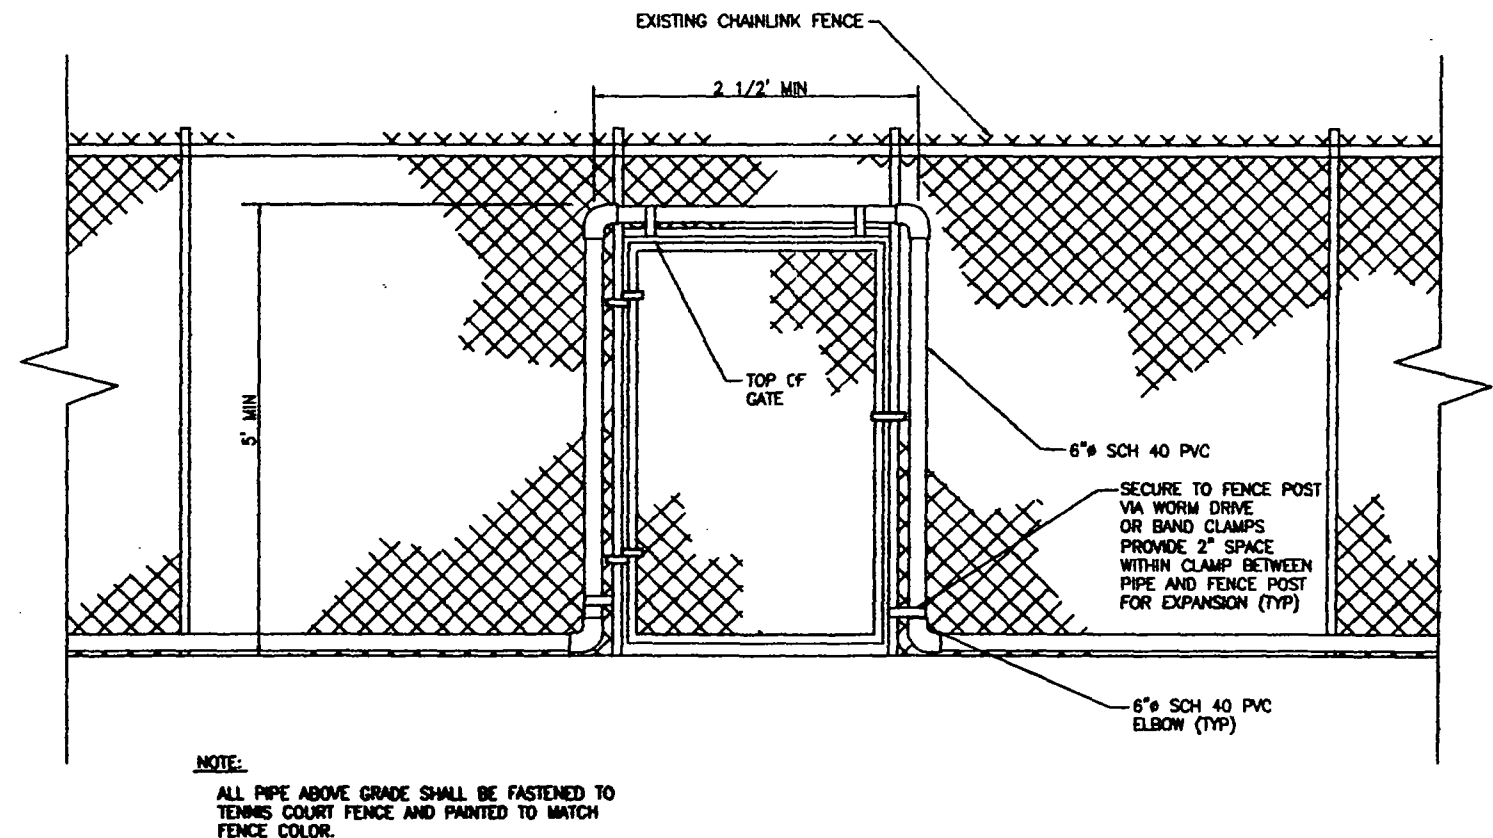 EXISTING CHAINLINK FENCE
2 1/2' MIN
5' MIN
TOP OF
GATE
6"ø SCH 40 PVC
SECURE TO FENCE POST
VIA WORM DRIVE
OR BAND CLAMPS
PROVIDE 2" SPACE
WITHIN CLAMP BETWEEN
PIPE AND FENCE POST
FOR EXPANSION (TYP)
6"ø SCH 40 PVC
ELBOW (TYP)
NOTE:
ALL PIPE ABOVE GRADE SHALL BE FASTENED TO
TENNIS COURT FENCE AND PAINTED TO MATCH
FENCE COLOR.